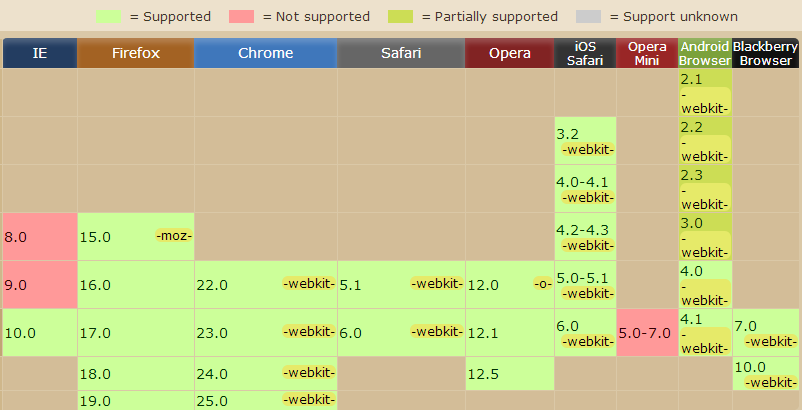 = Supported = Not supported = Partially supported = Support unknown
IE Firefox Chrome Safari Opera iOS Safari Opera Mini Android Browser Blackberry Browser
2.1 -webkit-
3.2 -webkit- 2.2 -webkit-
4.0-4.1 -webkit- 2.3 -webkit-
8.0 15.0 -moz- 4.2-4.3 -webkit- 3.0 -webkit-
9.0 16.0 22.0 -webkit- 5.1 -webkit- 12.0 -o- 5.0-5.1 -webkit- 4.0 -webkit-
10.0 17.0 23.0 -webkit- 6.0 -webkit- 12.1 6.0 -webkit- 5.0-7.0 4.1 -webkit- 7.0 -webkit-
18.0 24.0 -webkit- 12.5 10.0 -webkit-
19.0 25.0 -webkit-